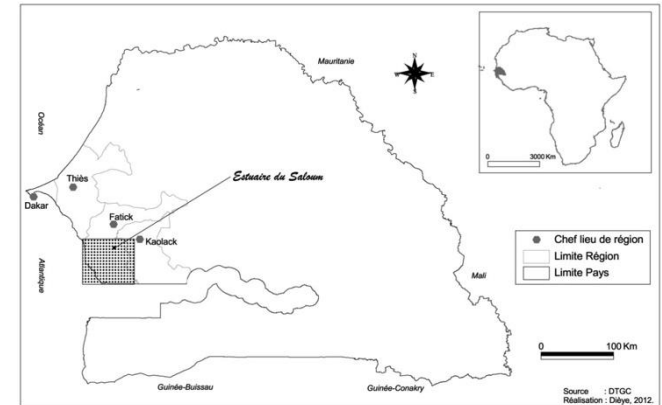 Mauritanie
Océan
Thiès
Estuaire du Saloum
Dakar
Fatick
Kaolack
Atlantique
Mali
Guinée-Buissau
Guinée-Conakry
N
W
E
S
0 3000 Km
Chef lieu de région
Limite Région
Limite Pays
0 100 Km
Source : DTGC
Réalisation : Dièye, 2012.